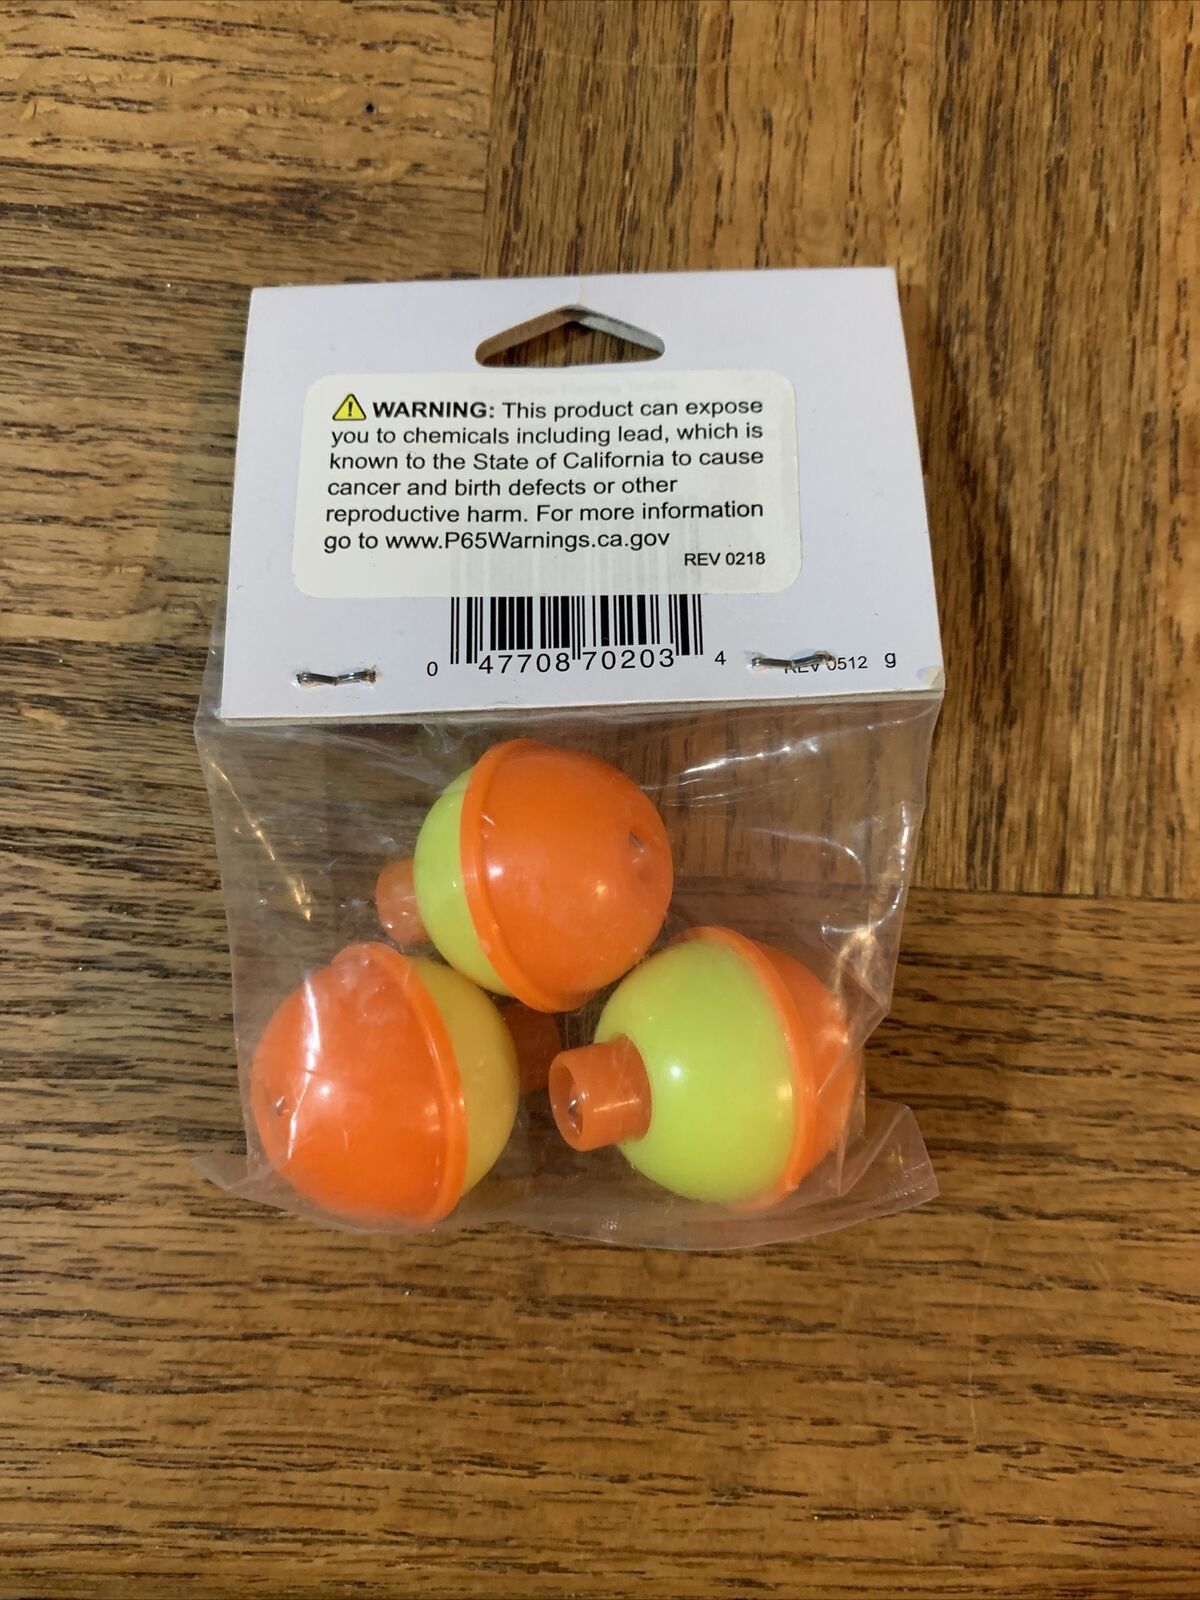 WARNING: This product can expose
you to chemicals including lead, which is
known to the State of California to cause
cancer and birth defects or other
reproductive harm. For more information
go to www.P65Warnings.ca.gov
REV 0218
0 47708 70203 4
REV 0512 g